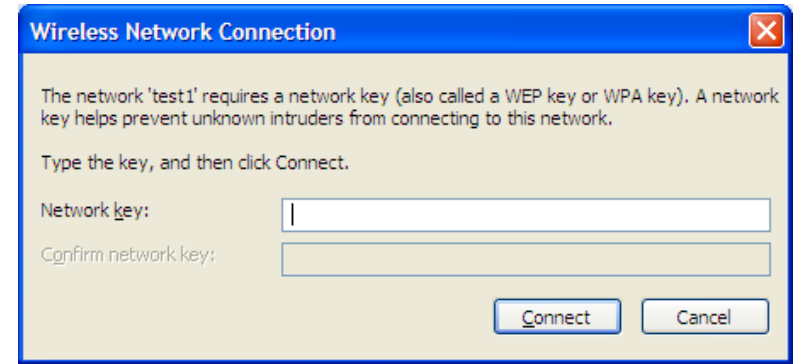 Wireless Network Connection
The network 'test1' requires a network key (also called a WEP key or WPA key). A network
key helps prevent unknown intruders from connecting to this network.
Type the key, and then click Connect.
Network key:
Confirm network key:
Connect Cancel